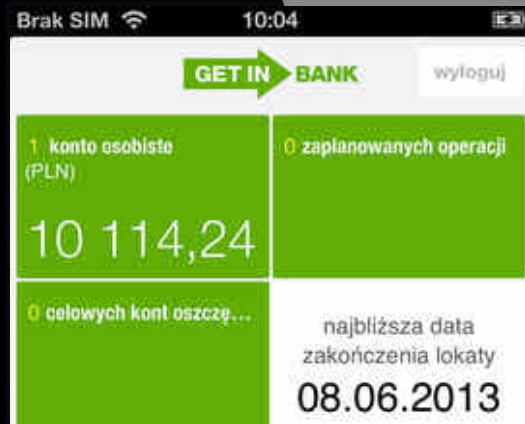 Brak SIM 10:04
GET IN BANK
wyloguj
1 konto osobiste
(PLN)
10 114,24
0 zaplanowanych operacji
0 celowych kont oszczę...
najbliższa data
zakończenia lokaty
08.06.2013